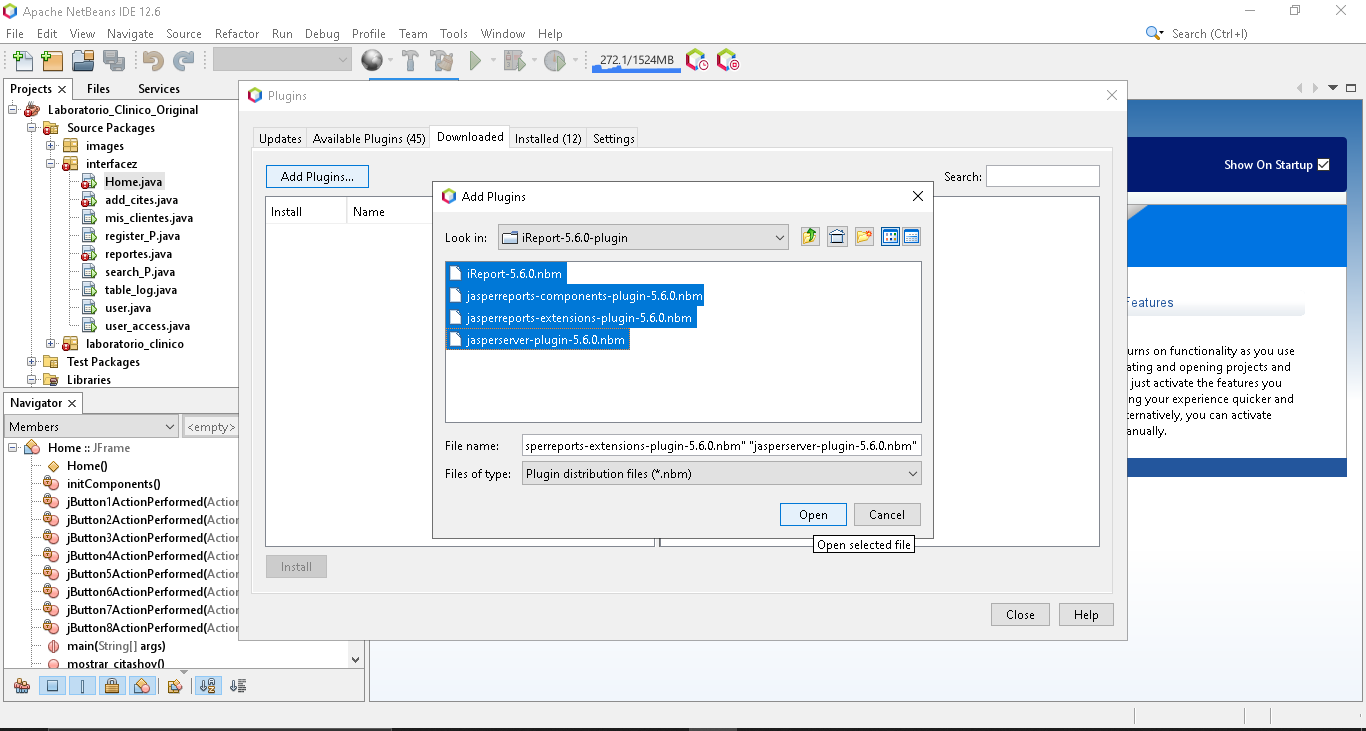 Apache NetBeans IDE 12.6
File Edit View Navigate Source Refactor Run Debug Profile Team Tools Window Help
Search (Ctrl+I)
272.1/1524MB
Projects Files Services
Laboratorio_Clinico_Original
Source Packages
images
interfacez
Home.java
add_cites.java
mis_clientes.java
register_P.java
reportes.java
search_P.java
table_log.java
user.java
user_access.java
laboratorio_clinico
Test Packages
Libraries
Navigator
Members
<empty>
Home :: JFrame
Home()
initComponents()
jButton1ActionPerformed(Action
jButton2ActionPerformed(Action
jButton3ActionPerformed(Action
jButton4ActionPerformed(Action
jButton5ActionPerformed(Action
jButton6ActionPerformed(Action
jButton7ActionPerformed(Action
jButton8ActionPerformed(Action
main(String[] args)
mostrar_citashoy()
Plugins
Updates Available Plugins (45) Downloaded Installed (12) Settings
Add Plugins...
Search:
Install Name
Add Plugins
Look in: iReport-5.6.0-plugin
iReport-5.6.0.nbm
jasperreports-components-plugin-5.6.0.nbm
jasperreports-extensions-plugin-5.6.0.nbm
jasperserver-plugin-5.6.0.nbm
File name: sperreports-extensions-plugin-5.6.0.nbm" "jasperserver-plugin-5.6.0.nbm"
Files of type: Plugin distribution files (*.nbm)
Open Cancel
Open selected file
Install
Close Help
Show On Startup
Features
urns on functionality as you use
ating and opening projects and
just activate the features you
ng your experience quicker and
ernatively, you can activate
anually.